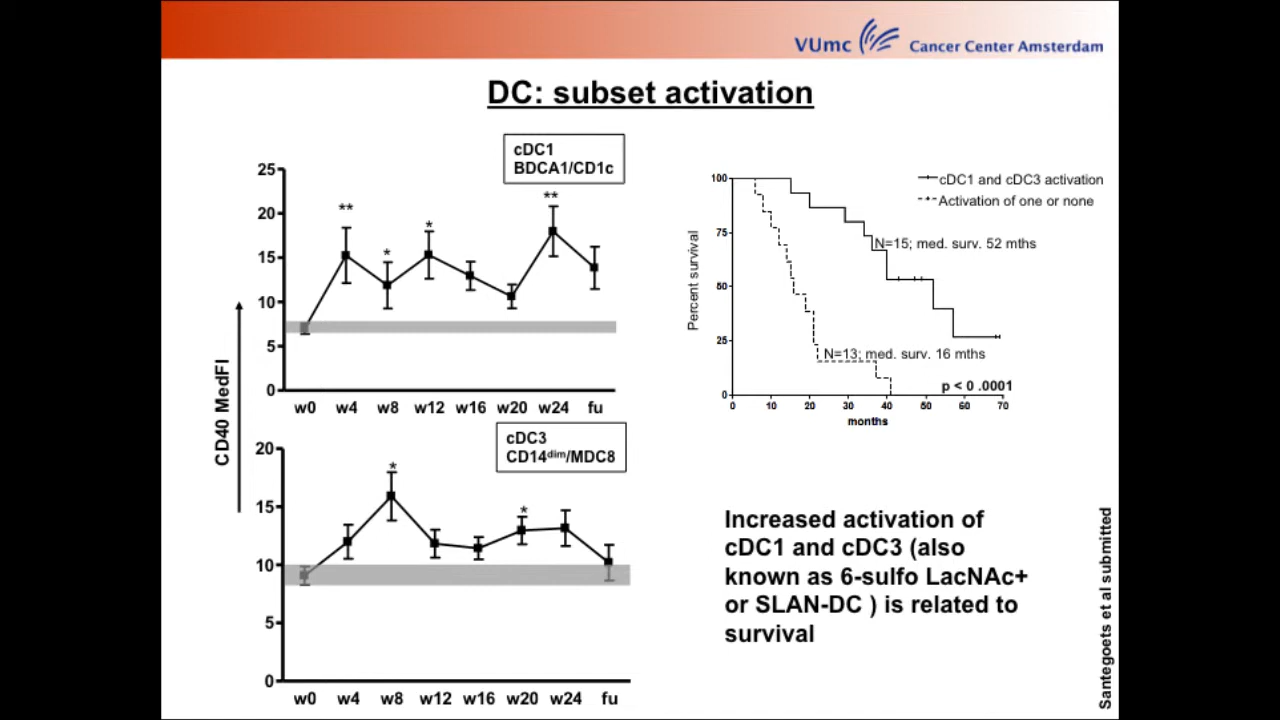 VUmc Cancer Center Amsterdam
DC: subset activation
cDC1
BDCA1/CD1c
25
20
15
10
5
0
** * * **
w0 w4 w8 w12 w16 w20 w24 fu
CD40 MedFI
cDC3
CD14dim/MDC8
20
15
10
5
0
* *
w0 w4 w8 w12 w16 w20 w24 fu
cDC1 and cDC3 activation
Activation of one or none
Percent survival
100
75
50
25
0
N=15; med. surv. 52 mths
N=13; med. surv. 16 mths
p < 0 .0001
0 10 20 30 40 50 60 70
months
Increased activation of
cDC1 and cDC3 (also
known as 6-sulfo LacNAc+
or SLAN-DC ) is related to
survival
Santegoets et al submitted